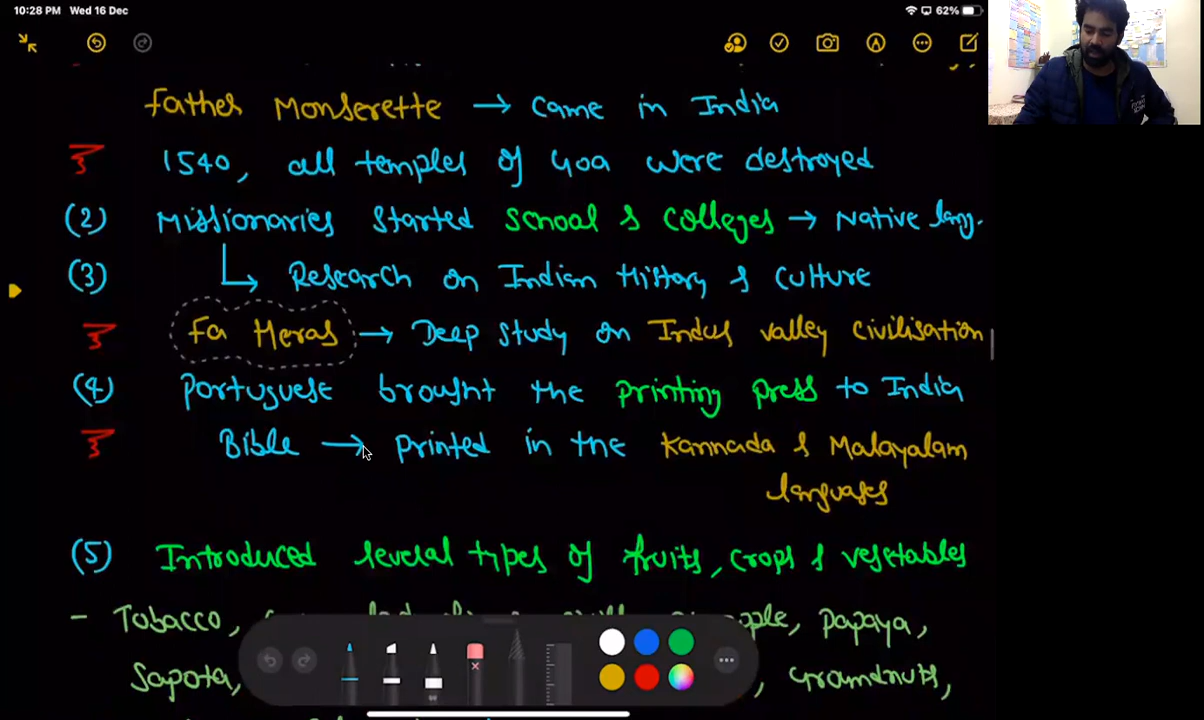 10:28 PM Wed 16 Dec
62%
Father Monserette → came in India
1540, all temples of Goa were destroyed
(2) Missionaries started school & colleges → Native lang.
(3) Research on Indian History & culture
Fa Heras → Deep study on Indus valley civilisation
(4) Portuguese brought the printing press to India
Bible → printed in the Kannada & Malayalam
languages
(5) Introduced several types of fruits, crops & vegetables
- Tobacco, Papaya,
Sapota, Groundnuts,